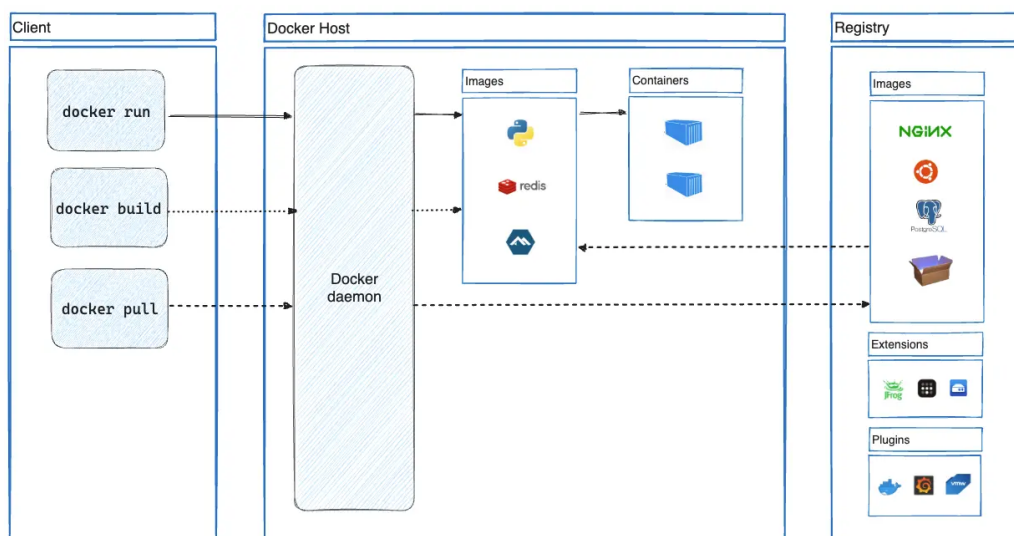 Client
docker run
docker build
docker pull
Docker Host
Docker
daemon
Images
redis
Containers
Registry
Images
NGINX
PostgreSQL
Extensions
jFrog
Plugins
vmw